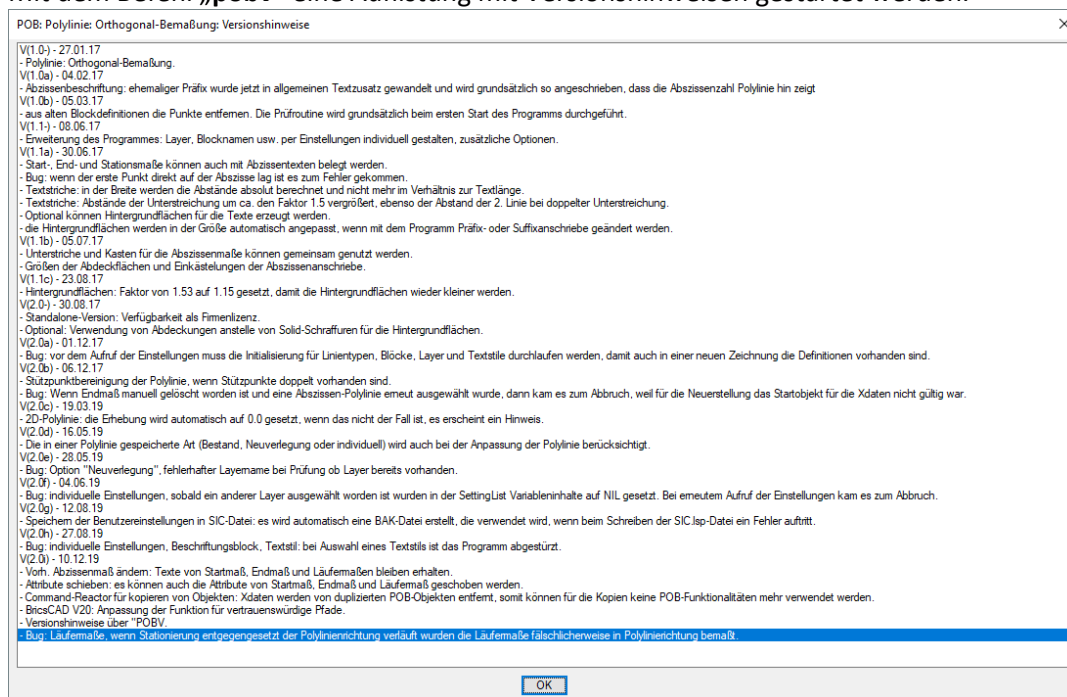 POB: Polylinie: Orthogonal-Bemaßung: Versionshinweise
V(1.0-) - 27.01.17
- Polylinie: Orthogonal-Bemaßung.
V(1.0a) - 04.02.17
- Abzissenbeschriftung: ehemaliger Präfix wurde jetzt in allgemeinen Textzusatz gewandelt und wird grundsätzlich so angeschrieben, dass die Abszissenzahl Polylinie hin zeigt
V(1.0b) - 05.03.17
- aus alten Blockdefinitionen die Punkte entfernen. Die Prüfroutine wird grundsätzlich beim ersten Start des Programms durchgeführt.
V(1.1-) - 08.06.17
- Erweiterung des Programmes: Layer, Blocknamen usw. per Einstellungen individuell gestalten, zusätzliche Optionen.
V(1.1a) - 30.06.17
- Start-, End- und Stationsmaße können auch mit Abzissentexten belegt werden.
- Bug: wenn der erste Punkt direkt auf der Abszisse lag ist es zum Fehler gekommen.
- Textstriche: in der Breite werden die Abstände absolut berechnet und nicht mehr im Verhältnis zur Textlänge.
- Textstriche: Abstände der Unterstreichung um ca. den Faktor 1.5 vergrößert, ebenso der Abstand der 2. Linie bei doppelter Unterstreichung.
- Optional können Hintergrundflächen für die Texte erzeugt werden.
- die Hintergrundflächen werden in der Größe automatisch angepasst, wenn mit dem Programm Präfix- oder Suffixanschriebe geändert werden.
V(1.1b) - 05.07.17
- Unterstriche und Kasten für die Abszissenmaße können gemeinsam genutzt werden.
- Größen der Abdeckflächen und Einkästelungen der Abszissenanschriebe.
V(1.1c) - 23.08.17
- Hintergrundflächen: Faktor von 1.53 auf 1.15 gesetzt, damit die Hintergrundflächen wieder kleiner werden.
V(2.0-) - 30.08.17
- Standalone-Version: Verfügbarkeit als Firmenlizenz.
- Optional: Verwendung von Abdeckungen anstelle von Solid-Schraffuren für die Hintergrundflächen.
V(2.0a) - 01.12.17
- Bug: vor dem Aufruf der Einstellungen muss die Initialisierung für Linientypen, Blöcke, Layer und Textstile durchlaufen werden, damit auch in einer neuen Zeichnung die Definitionen vorhanden sind.
V(2.0b) - 06.12.17
- Stützpunktbereinigung der Polylinie, wenn Stützpunkte doppelt vorhanden sind.
- Bug: Wenn Endmaß manuell gelöscht worden ist und eine Abszissen-Polylinie erneut ausgewählt wurde, dann kam es zum Abbruch, weil für die Neuerstellung das Startobjekt für die Xdaten nicht gültig war.
V(2.0c) - 19.03.19
- 2D-Polylinie: die Erhebung wird automatisch auf 0.0 gesetzt, wenn das nicht der Fall ist, es erscheint ein Hinweis.
V(2.0d) - 16.05.19
- Die in einer Polylinie gespeicherte Art (Bestand, Neuverlegung oder individuell) wird auch bei der Anpassung der Polylinie berücksichtigt.
V(2.0e) - 28.05.19
- Bug: Option "Neuverlegung", fehlerhafter Layername bei Prüfung ob Layer bereits vorhanden.
V(2.0f) - 04.06.19
- Bug: individuelle Einstellungen, sobald ein anderer Layer ausgewählt worden ist wurden in der SettingList Variableninhalte auf NIL gesetzt. Bei erneutem Aufruf der Einstellungen kam es zum Abbruch.
V(2.0g) - 12.08.19
- Speichern der Benutzereinstellungen in SIC-Datei: es wird automatisch eine BAK-Datei erstellt, die verwendet wird, wenn beim Schreiben der SIC.lsp-Datei ein Fehler auftritt.
V(2.0h) - 27.08.19
- Bug: individuelle Einstellungen, Beschriftungsblock, Textstil: bei Auswahl eines Textstils ist das Programm abgestürzt.
V(2.0i) - 10.12.19
- Vorh. Abzissenmaß ändern: Texte von Startmaß, Endmaß und Läufermaßen bleiben erhalten.
- Attribute schieben: es können auch die Attribute von Startmaß, Endmaß und Läufermaß geschoben werden.
- Command-Reactor für kopieren von Objekten: Xdaten werden von duplizierten POB-Objekten entfernt, somit können für die Kopien keine POB-Funktionalitäten mehr verwendet werden.
- BricsCAD V20: Anpassung der Funktion für vertrauenswürdige Pfade.
- Versionshinweise über "POBV.
- Bug: Läufermaße, wenn Stationierung entgegengesetzt der Polylinienrichtung verläuft wurden die Läufermaße fälschlicherweise in Polylinierichtung bemaßt.
OK